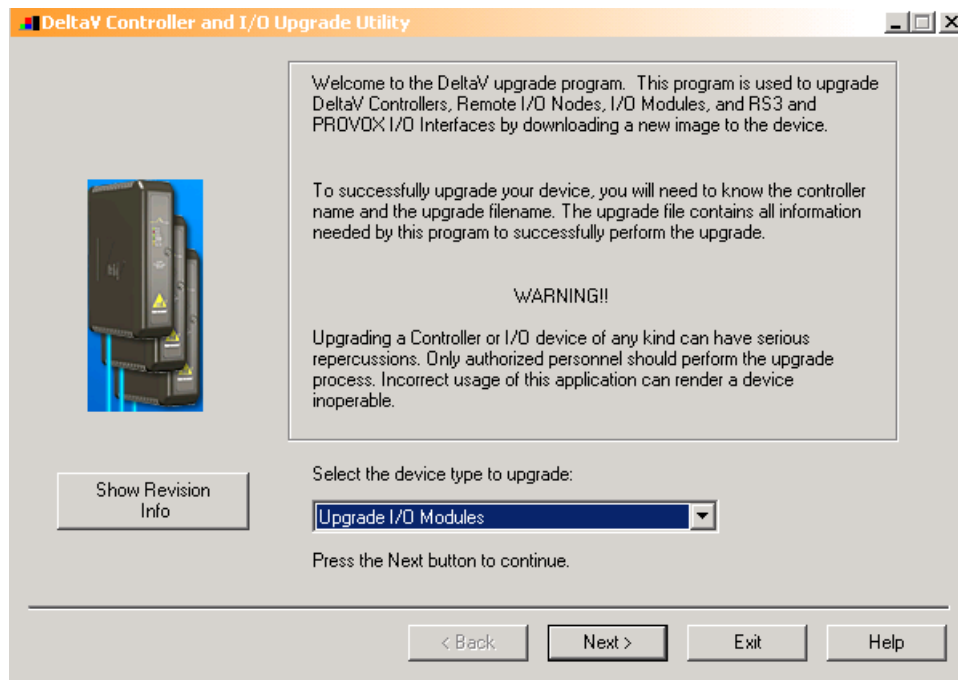 DeltaV Controller and I/O Upgrade Utility
Welcome to the DeltaV upgrade program. This program is used to upgrade
DeltaV Controllers, Remote I/O Nodes, I/O Modules, and RS3 and
PROVOX I/O Interfaces by downloading a new image to the device.
To successfully upgrade your device, you will need to know the controller
name and the upgrade filename. The upgrade file contains all information
needed by this program to successfully perform the upgrade.
WARNING!!
Upgrading a Controller or I/O device of any kind can have serious
repercussions. Only authorized personnel should perform the upgrade
process. Incorrect usage of this application can render a device
inoperable.
Show Revision
Info
Select the device type to upgrade:
Upgrade I/O Modules
Press the Next button to continue.
< Back
Next >
Exit
Help